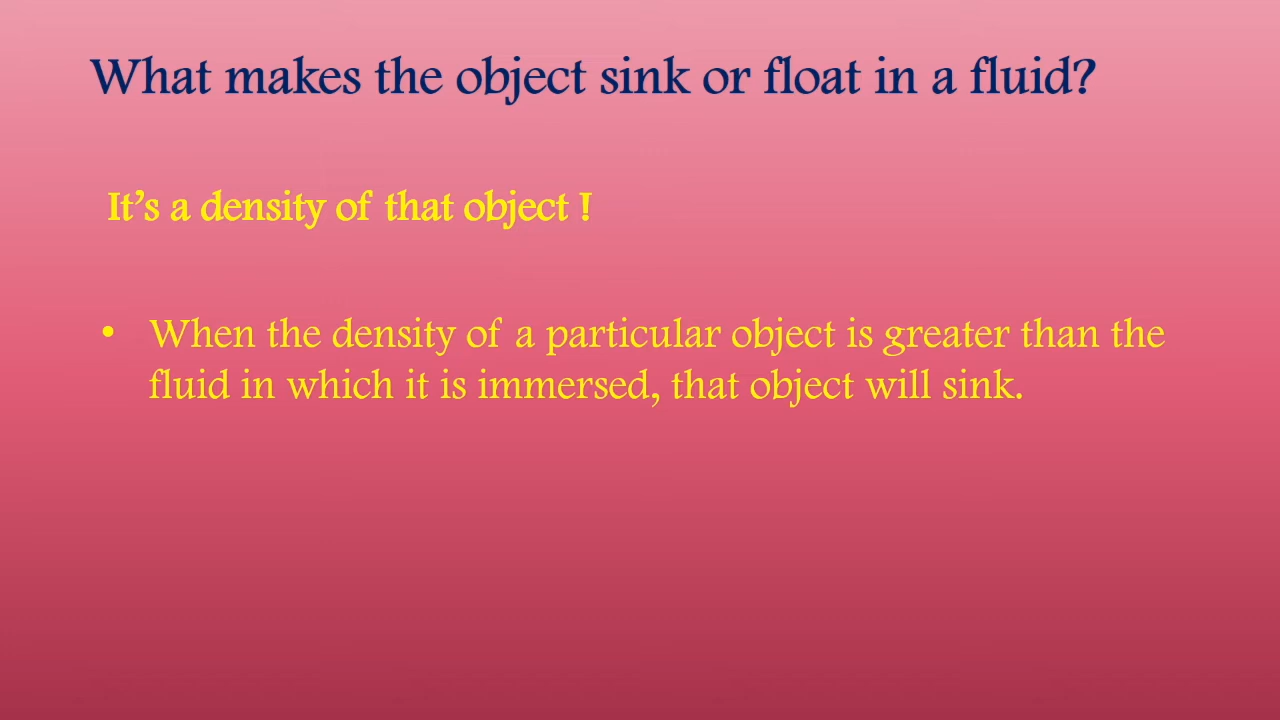 What makes the object sink or float in a fluid?
It’s a density of that object !
• When the density of a particular object is greater than the
fluid in which it is immersed, that object will sink.